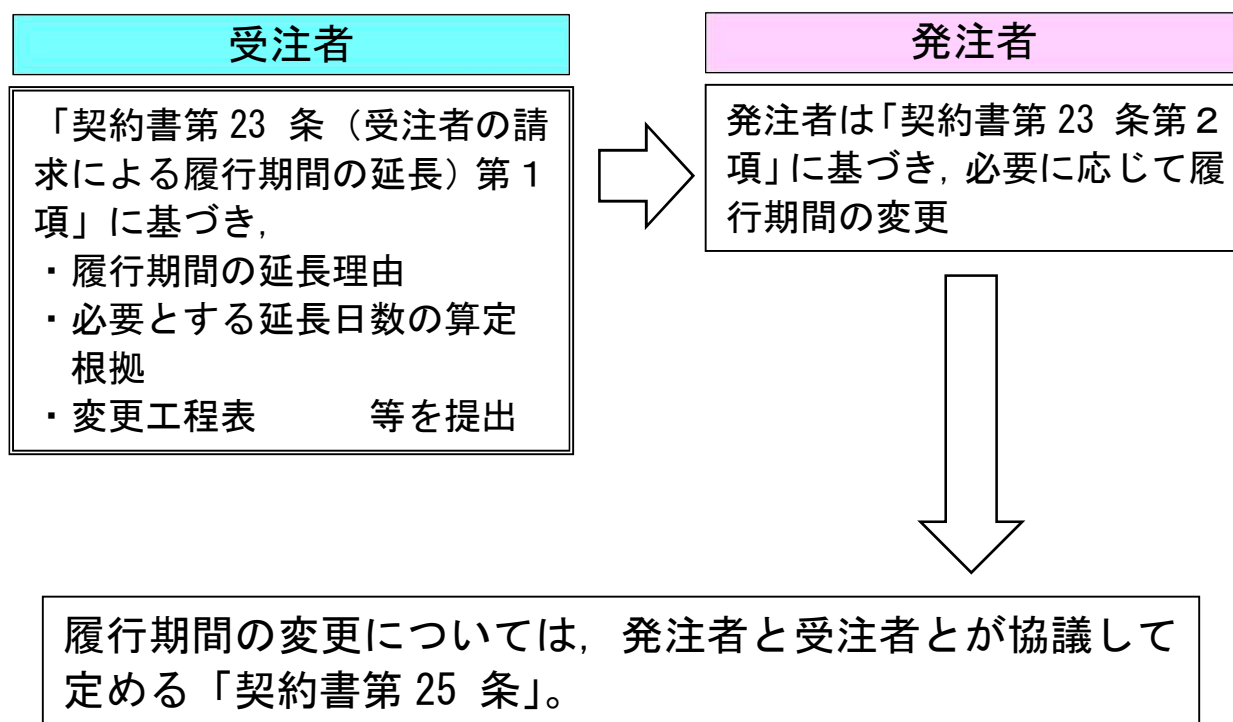 受注者
「契約書第 23 条（受注者の請
求による履行期間の延長）第１
項」に基づき，
・履行期間の延長理由
・必要とする延長日数の算定
根拠
・変更工程表　　　等を提出
発注者
発注者は「契約書第 23 条第２
項」に基づき，必要に応じて履
行期間の変更
履行期間の変更については，発注者と受注者とが協議して
定める「契約書第 25 条」。